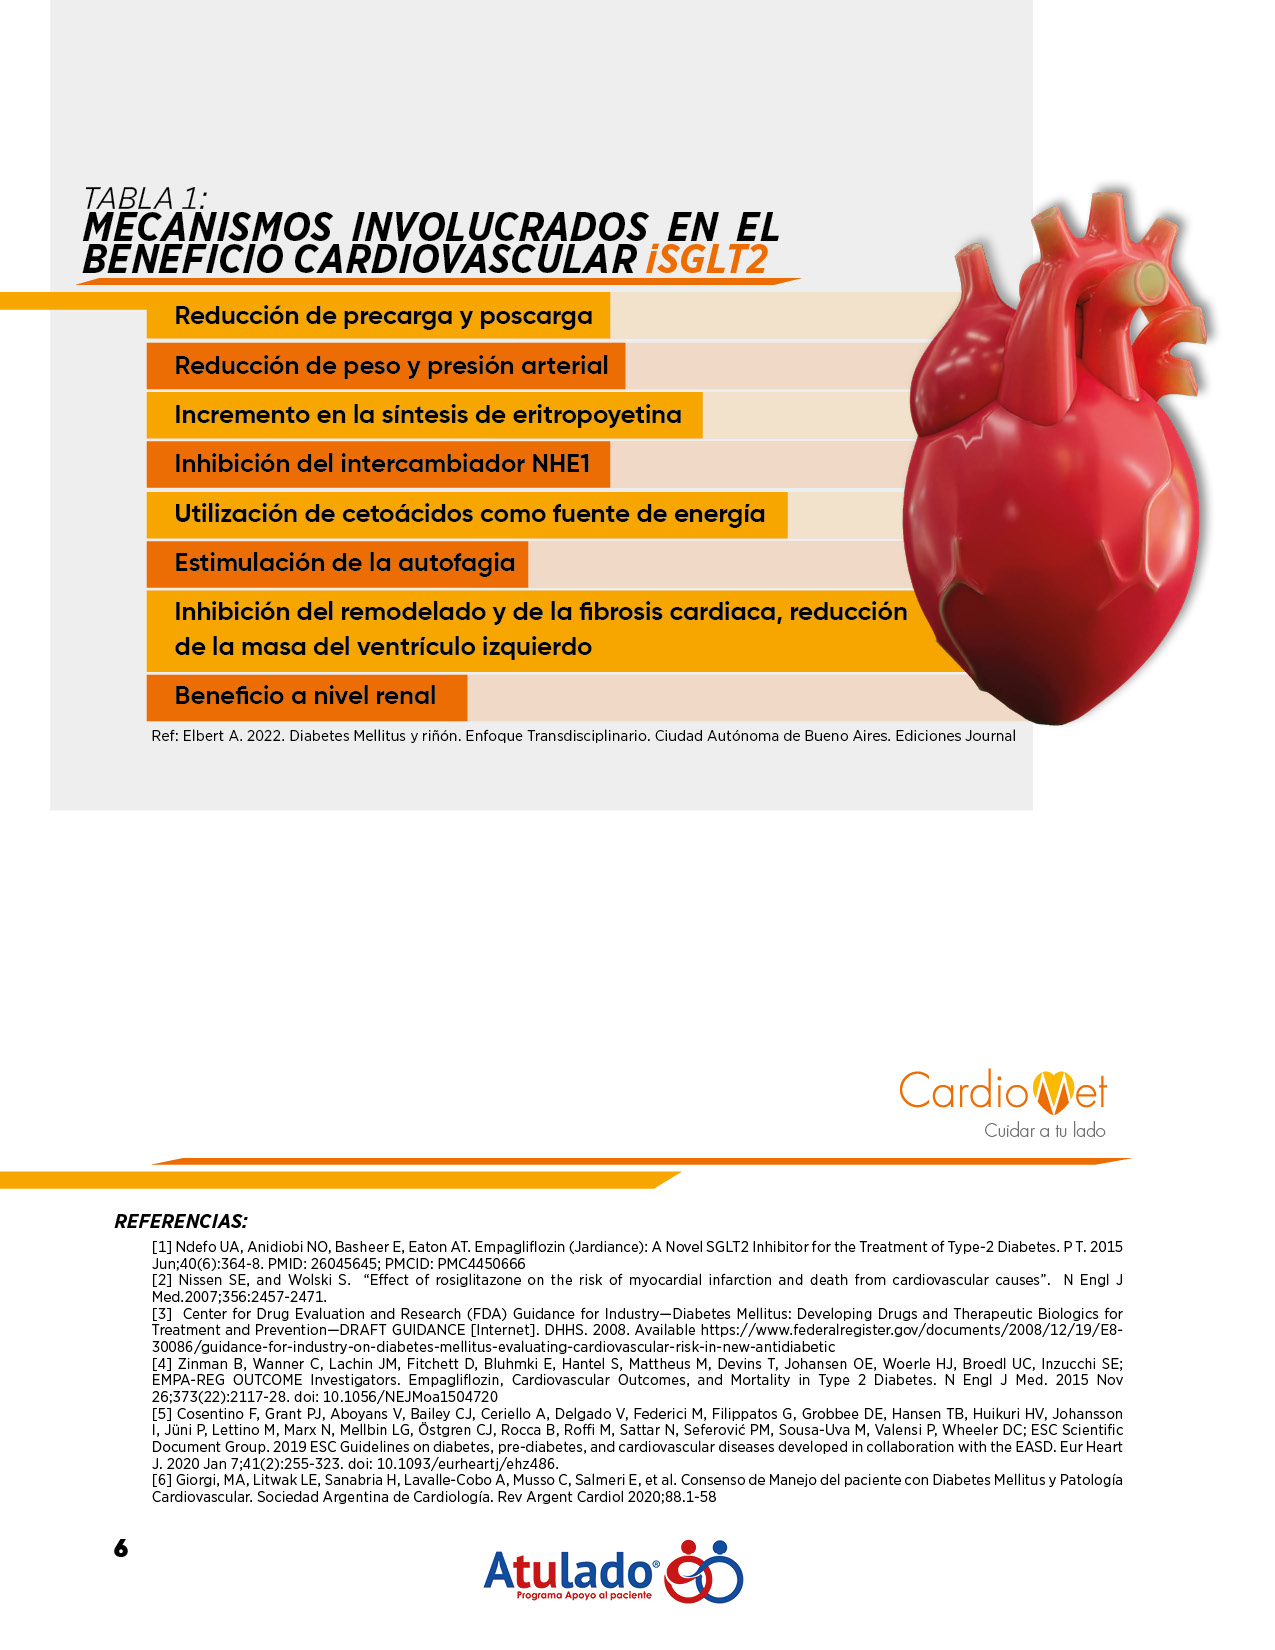 TABLA 1:
MECANISMOS INVOLUCRADOS EN EL
BENEFICIO CARDIOVASCULAR iSGLT2
Reducción de precarga y poscarga
Reducción de peso y presión arterial
Incremento en la síntesis de eritropoyetina
Inhibición del intercambiador NHE1
Utilización de cetoácidos como fuente de energía
Estimulación de la autofagia
Inhibición del remodelado y de la fibrosis cardiaca, reducción
de la masa del ventrículo izquierdo
Beneficio a nivel renal
Ref: Elbert A. 2022. Diabetes Mellitus y riñón. Enfoque Transdisciplinario. Ciudad Autónoma de Bueno Aires. Ediciones Journal
CardioMet
Cuidar a tu lado
REFERENCIAS:
[1] Ndefo UA, Anidiobi NO, Basheer E, Eaton AT. Empagliflozin (Jardiance): A Novel SGLT2 Inhibitor for the Treatment of Type-2 Diabetes. P T. 2015
Jun;40(6):364-8. PMID: 26045645; PMCID: PMC4450666
[2] Nissen SE, and Wolski S. “Effect of rosiglitazone on the risk of myocardial infarction and death from cardiovascular causes”. N Engl J
Med.2007;356:2457-2471.
[3] Center for Drug Evaluation and Research (FDA) Guidance for Industry—Diabetes Mellitus: Developing Drugs and Therapeutic Biologics for
Treatment and Prevention—DRAFT GUIDANCE [Internet]. DHHS. 2008. Available https://www.federalregister.gov/documents/2008/12/19/E8-
30086/guidance-for-industry-on-diabetes-mellitus-evaluating-cardiovascular-risk-in-new-antidiabetic
[4] Zinman B, Wanner C, Lachin JM, Fitchett D, Bluhmki E, Hantel S, Mattheus M, Devins T, Johansen OE, Woerle HJ, Broedl UC, Inzucchi SE;
EMPA-REG OUTCOME Investigators. Empagliflozin, Cardiovascular Outcomes, and Mortality in Type 2 Diabetes. N Engl J Med. 2015 Nov
26;373(22):2117-28. doi: 10.1056/NEJMoa1504720
[5] Cosentino F, Grant PJ, Aboyans V, Bailey CJ, Ceriello A, Delgado V, Federici M, Filippatos G, Grobbee DE, Hansen TB, Huikuri HV, Johansson
I, Jüni P, Lettino M, Marx N, Mellbin LG, Östgren CJ, Rocca B, Roffi M, Sattar N, Seferović PM, Sousa-Uva M, Valensi P, Wheeler DC; ESC Scientific
Document Group. 2019 ESC Guidelines on diabetes, pre-diabetes, and cardiovascular diseases developed in collaboration with the EASD. Eur Heart
J. 2020 Jan 7;41(2):255-323. doi: 10.1093/eurheartj/ehz486.
[6] Giorgi, MA, Litwak LE, Sanabria H, Lavalle-Cobo A, Musso C, Salmeri E, et al. Consenso de Manejo del paciente con Diabetes Mellitus y Patología
Cardiovascular. Sociedad Argentina de Cardiología. Rev Argent Cardiol 2020;88.1-58
6
Atulado®
Programa Apoyo al paciente